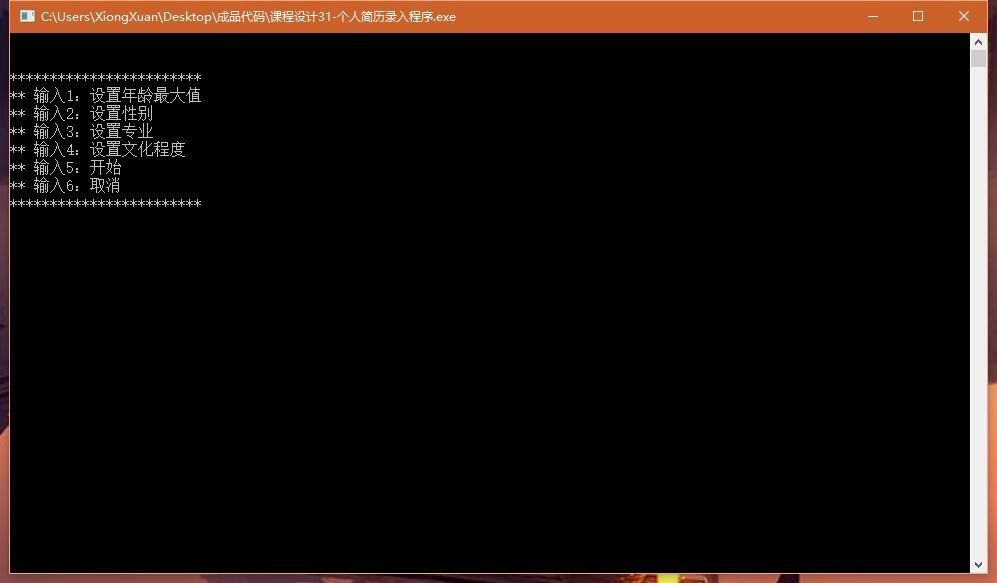 C:\Users\XiongXuan\Desktop\成品代码\课程设计31-个人简历录入程序.exe
************************
** 输入1：设置年龄最大值
** 输入2：设置性别
** 输入3：设置专业
** 输入4：设置文化程度
** 输入5：开始
** 输入6：取消
************************